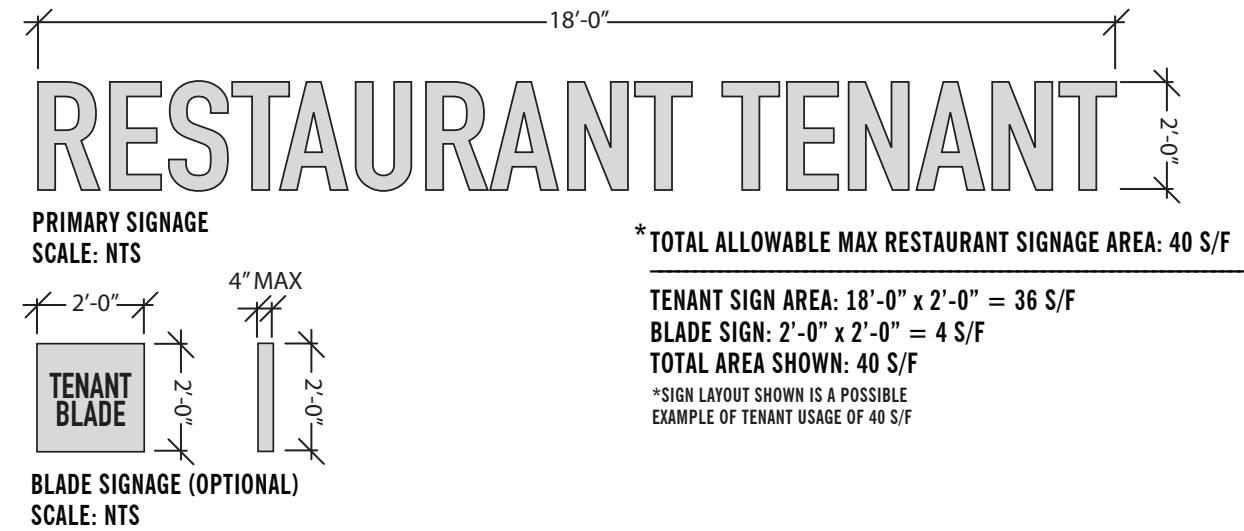 18'-0"
RESTAURANT TENANT
2'-0"
PRIMARY SIGNAGE
SCALE: NTS
*TOTAL ALLOWABLE MAX RESTAURANT SIGNAGE AREA: 40 S/F
TENANT SIGN AREA: 18'-0" x 2'-0" = 36 S/F
BLADE SIGN: 2'-0" x 2'-0" = 4 S/F
TOTAL AREA SHOWN: 40 S/F
*SIGN LAYOUT SHOWN IS A POSSIBLE
EXAMPLE OF TENANT USAGE OF 40 S/F
2'-0"
4" MAX
TENANT
BLADE
2'-0"
2'-0"
BLADE SIGNAGE (OPTIONAL)
SCALE: NTS